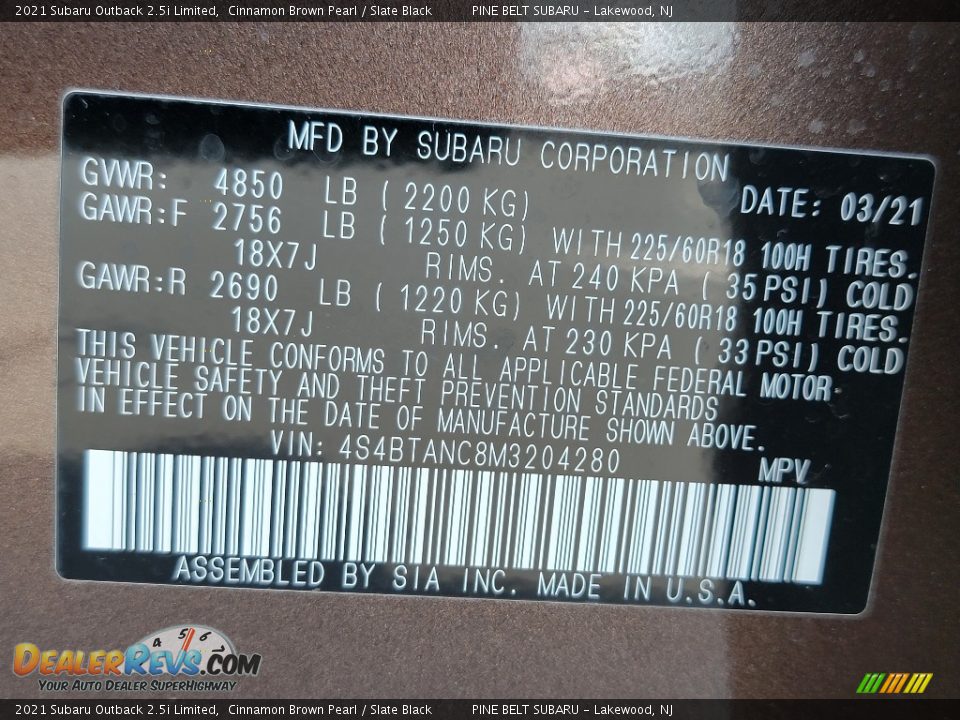 2021 Subaru Outback 2.5i Limited, Cinnamon Brown Pearl / Slate Black PINE BELT SUBARU - Lakewood, NJ
MFD BY SUBARU CORPORATION
GVWR: 4850 LB ( 2200 KG) DATE: 03/21
GAWR:F 2756 LB ( 1250 KG) WITH 225/60R18 100H TIRES.
18X7J RIMS. AT 240 KPA ( 35 PSI) COLD
GAWR:R 2690 LB ( 1220 KG) WITH 225/60R18 100H TIRES.
18X7J RIMS. AT 230 KPA ( 33 PSI) COLD
THIS VEHICLE CONFORMS TO ALL APPLICABLE FEDERAL MOTOR
VEHICLE SAFETY AND THEFT PREVENTION STANDARDS
IN EFFECT ON THE DATE OF MANUFACTURE SHOWN ABOVE.
VIN: 4S4BTANC8M3204280
MPV
ASSEMBLED BY SIA INC. MADE IN U.S.A.
4 5 6
DEALERREVS.COM
YOUR AUTO DEALER SUPERHIGHWAY
2021 Subaru Outback 2.5i Limited, Cinnamon Brown Pearl / Slate Black PINE BELT SUBARU - Lakewood, NJ